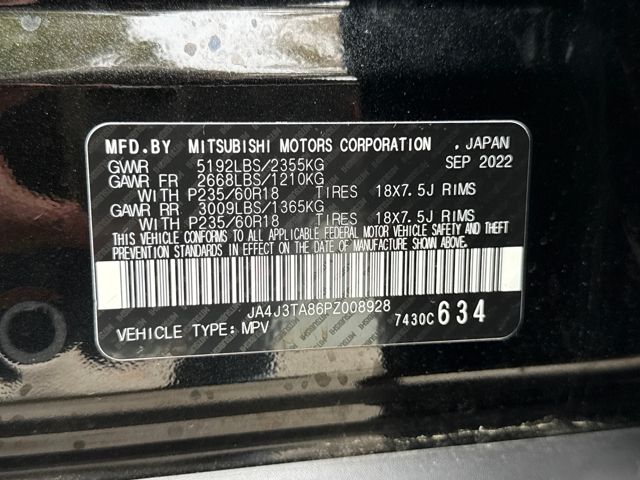 MFD.BY MITSUBISHI MOTORS CORPORATION , JAPAN
GVWR 5192LBS/2355KG SEP 2022
GAWR FR 2668LBS/1210KG
WITH P235/60R18 TIRES 18X7.5J RIMS
GAWR RR 3009LBS/1365KG
WITH P235/60R18 TIRES 18X7.5J RIMS
THIS VEHICLE CONFORMS TO ALL APPLICABLE FEDERAL MOTOR VEHICLE SAFETY AND THEFT
PREVENTION STANDARDS IN EFFECT ON THE DATE OF MANUFACTURE SHOWN ABOVE.
JA4J3TA86PZ008928
VEHICLE TYPE: MPV 7430C 634